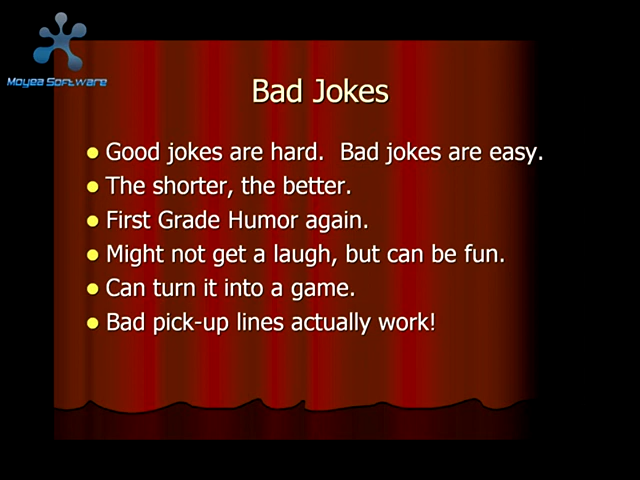 Moyea Software
Bad Jokes
Good jokes are hard.  Bad jokes are easy.
The shorter, the better.
First Grade Humor again.
Might not get a laugh, but can be fun.
Can turn it into a game.
Bad pick-up lines actually work!